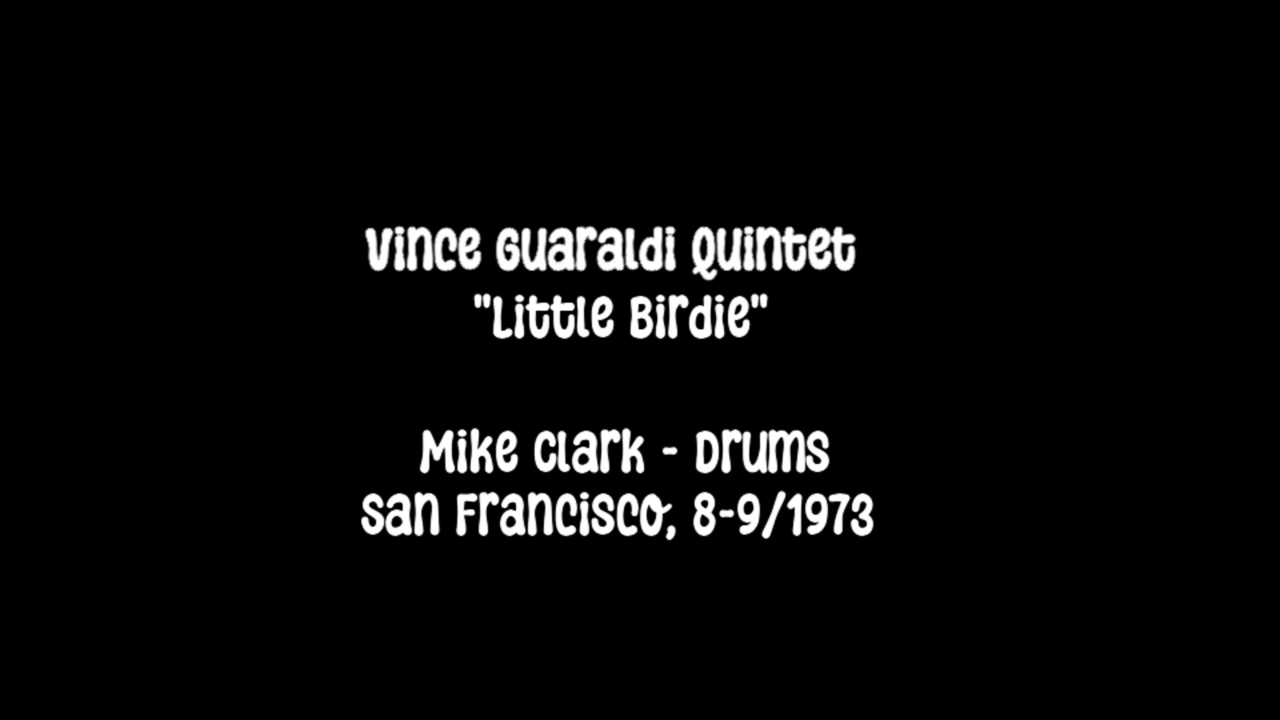 Vince Guaraldi Quintet
"Little Birdie"
Mike Clark - Drums
San Francisco, 8-9/1973